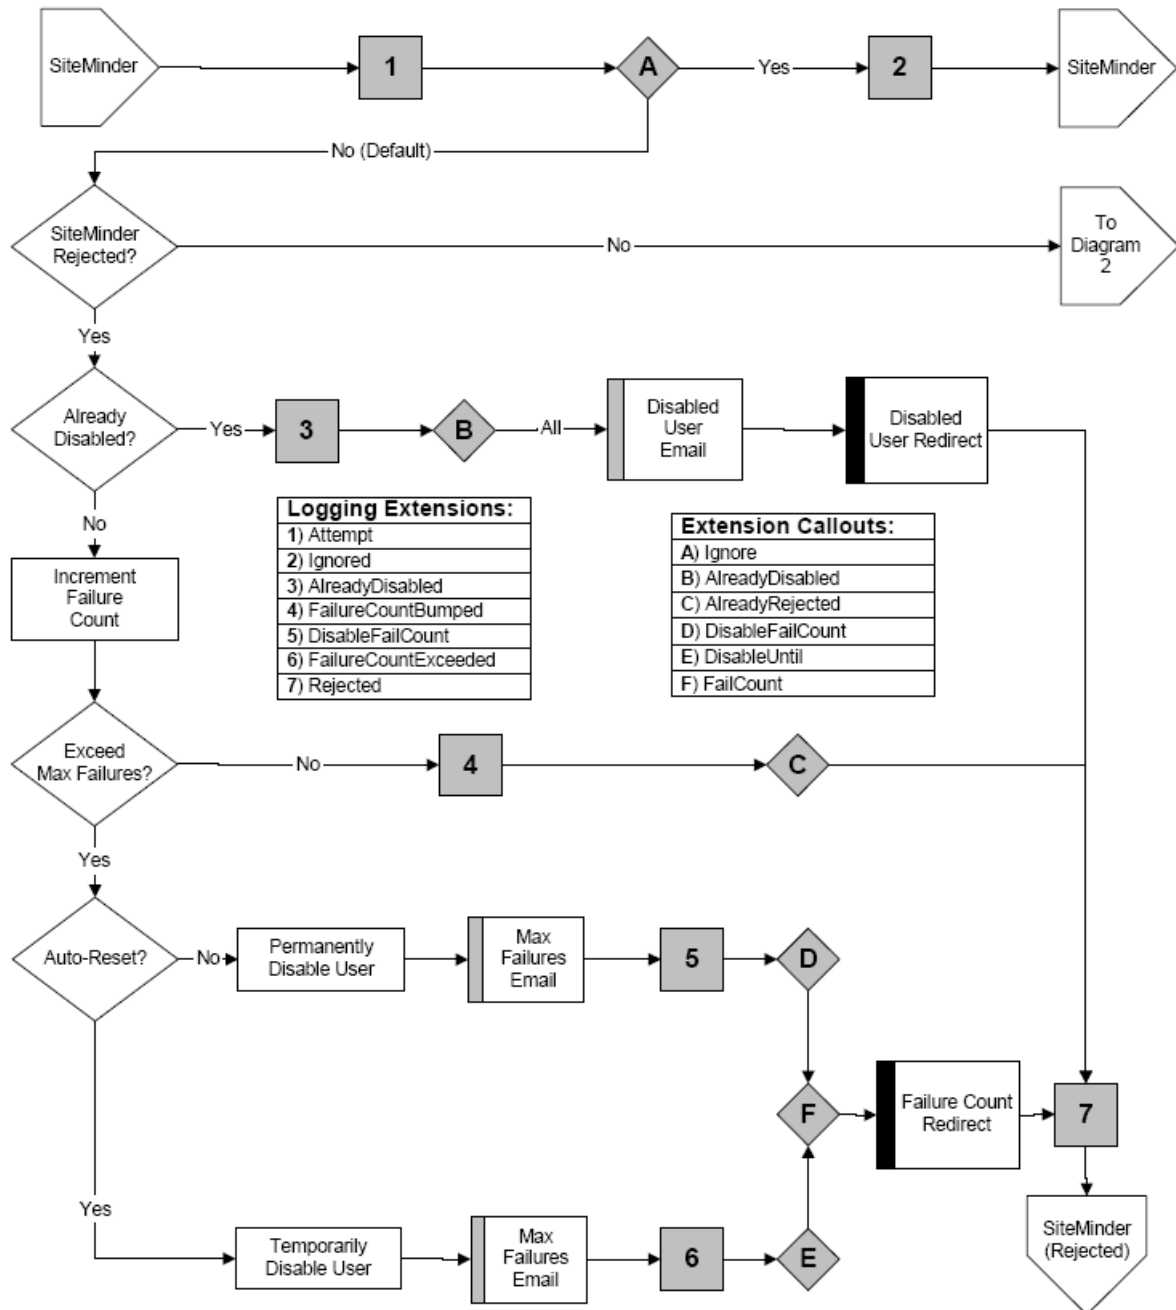 SiteMinder
1
A
Yes
2
SiteMinder
No (Default)
SiteMinder
Rejected?
No
To
Diagram
2
Yes
Already
Disabled?
Yes
3
B
All
Disabled
User
Email
Disabled
User Redirect
No
Increment
Failure
Count
Logging Extensions:
1) Attempt
2) Ignored
3) AlreadyDisabled
4) FailureCountBumped
5) DisableFailCount
6) FailureCountExceeded
7) Rejected
Extension Callouts:
A) Ignore
B) AlreadyDisabled
C) AlreadyRejected
D) DisableFailCount
E) DisableUntil
F) FailCount
Exceed
Max Failures?
No
4
C
Yes
Auto-Reset?
No
Permanently
Disable User
Max
Failures
Email
5
D
F
Failure Count
Redirect
7
Yes
Temporarily
Disable User
Max
Failures
Email
6
E
SiteMinder
(Rejected)